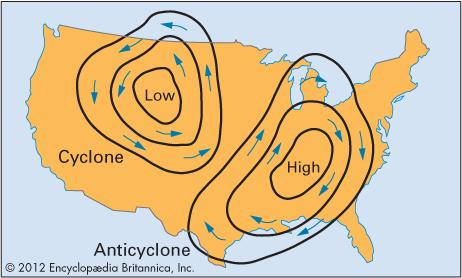 Low
Cyclone
High
Anticyclone
© 2012 Encyclopædia Britannica, Inc.